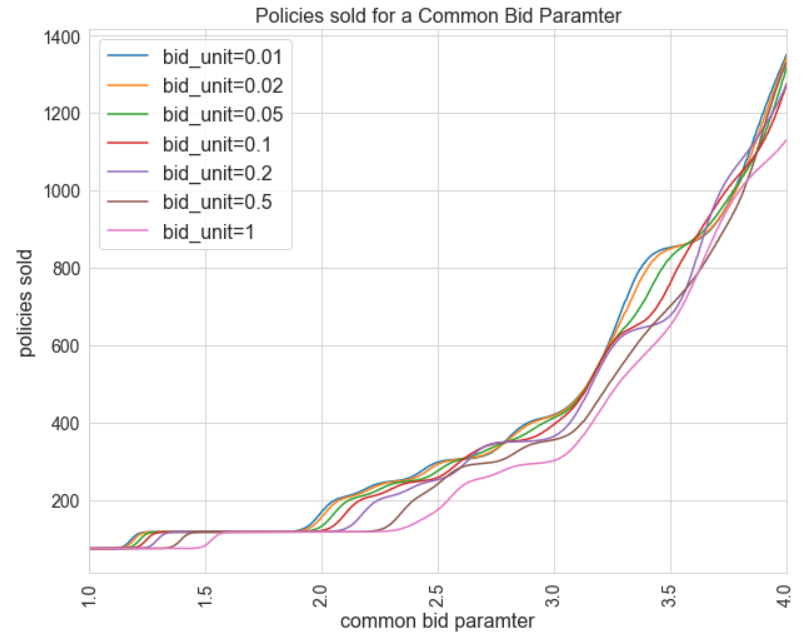 Policies sold for a Common Bid Paramter
1400
1200
1000
800
600
400
200
policies sold
bid_unit=0.01
bid_unit=0.02
bid_unit=0.05
bid_unit=0.1
bid_unit=0.2
bid_unit=0.5
bid_unit=1
1.0
1.5
2.0
2.5
3.0
3.5
4.0
common bid paramter